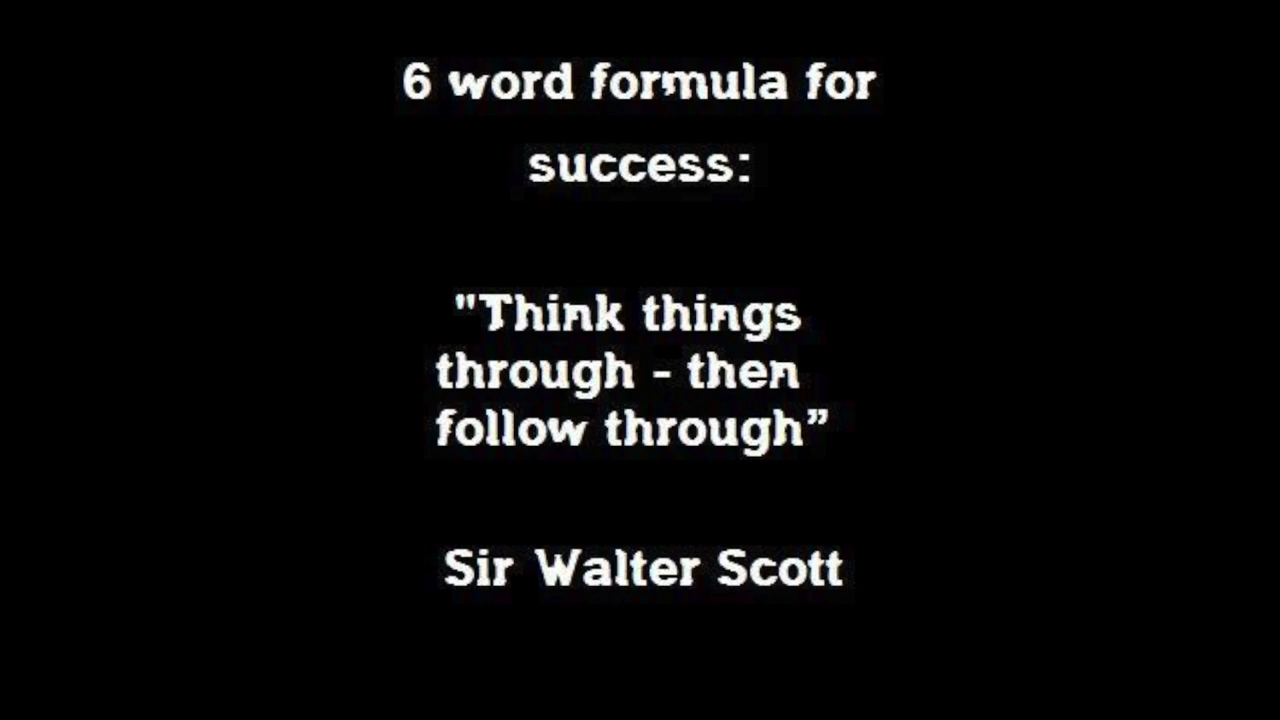 6 word formula for
success:
"Think things
through - then
follow through”
Sir Walter Scott